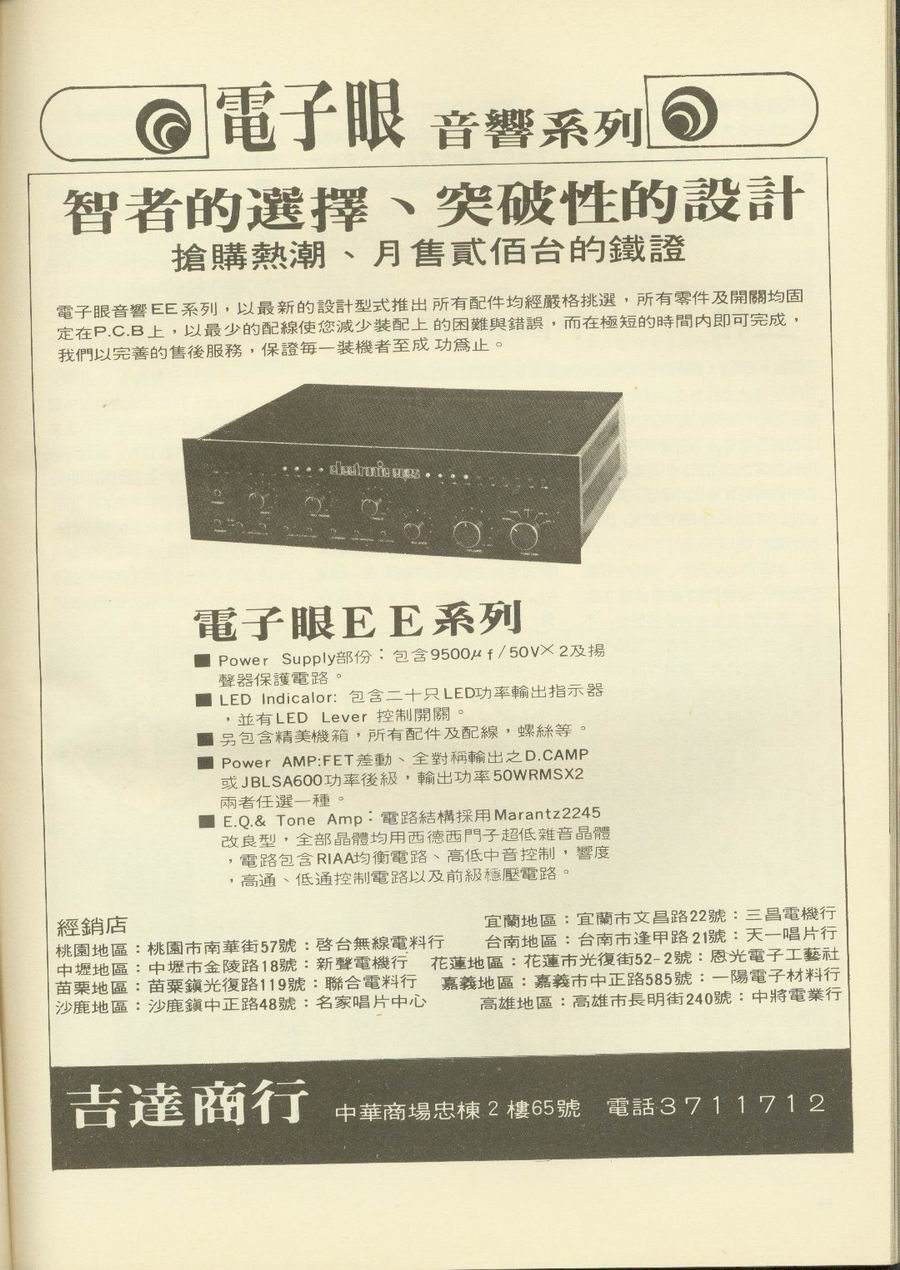 電子眼 音響系列
智者的選擇、突破性的設計
搶購熱潮、月售貳佰台的鐵證
電子眼音響EE系列，以最新的設計型式推出所有配件均經嚴格挑選，所有零件及開關均固
定在P.C.B上，以最少的配線使您減少裝配上的困難與錯誤，而在極短的時間內即可完成，
我們以完善的售後服務，保證每一裝機者至成功爲止。
electronic eyes
電子眼EE系列
■ Power Supply部份：包含9500μf/50V×2及揚
聲器保護電路。
■ LED Indicalor: 包含二十只LED功率輸出指示器
，並有LED Lever 控制開關。
■ 另包含精美機箱，所有配件及配線，螺絲等。
■ Power AMP:FET差動、全對稱輸出之D.CAMP
或JBLSA600功率後級，輸出功率50WRMSX2
兩者任選一種。
■ E.Q.& Tone Amp：電路結構採用Marantz2245
改良型，全部晶體均用西德西門子超低雜音晶體
，電路包含RIAA均衡電路、高低中音控制，響度
，高通、低通控制電路以及前級穩壓電路。
經銷店
桃園地區：桃園市南華街57號：啓台無線電料行
中壢地區：中壢市金陵路18號：新聲電機行
苗栗地區：苗粟鎭光復路119號：聯合電料行
沙鹿地區：沙鹿鎭中正路48號：名家唱片中心
宜蘭地區：宜蘭市文昌路22號：三昌電機行
台南地區：台南市逢甲路21號：天一唱片行
花蓮地區：花蓮市光復街52-2號：恩光電子工藝社
嘉義地區：嘉義市中正路585號：一陽電子材料行
高雄地區：高雄市長明街240號：中將電業行
吉達商行 中華商場忠棟2樓65號 電話3711712